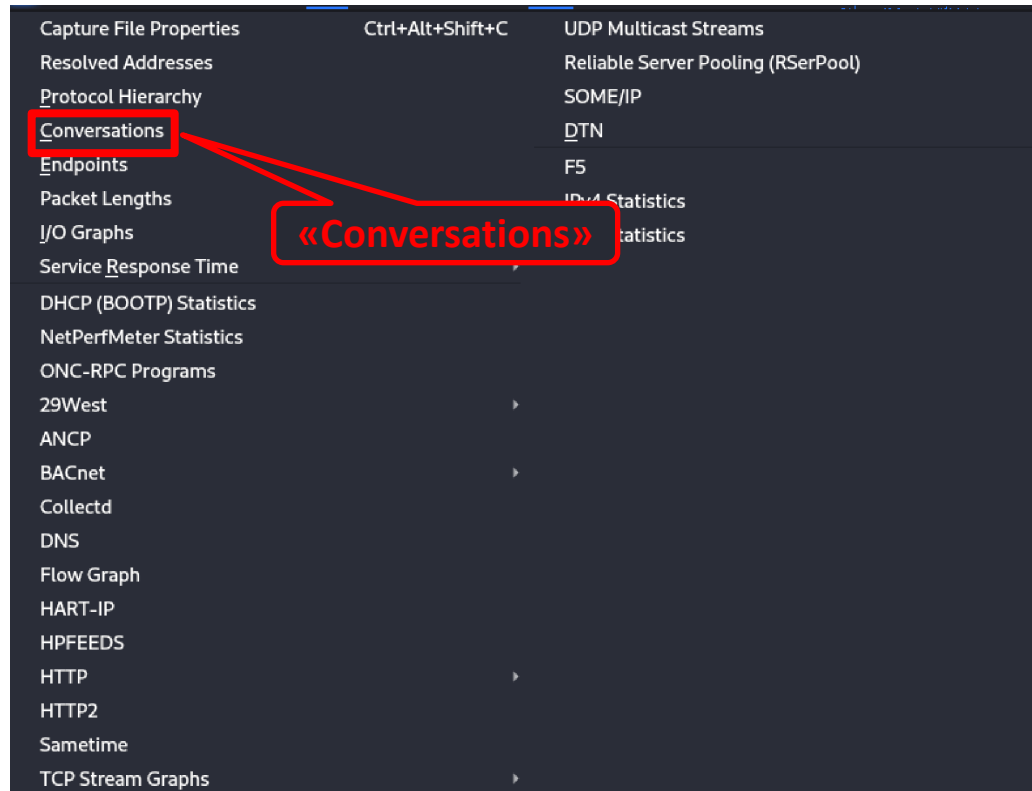 Capture File Properties Ctrl+Alt+Shift+C
Resolved Addresses
Protocol Hierarchy
Conversations
Endpoints
Packet Lengths
I/O Graphs
Service Response Time
DHCP (BOOTP) Statistics
NetPerfMeter Statistics
ONC-RPC Programs
29West
ANCP
BACnet
Collectd
DNS
Flow Graph
HART-IP
HPFEEDS
HTTP
HTTP2
Sametime
TCP Stream Graphs
UDP Multicast Streams
Reliable Server Pooling (RSerPool)
SOME/IP
DTN
F5
IPv4 Statistics
Statistics
«Conversations»